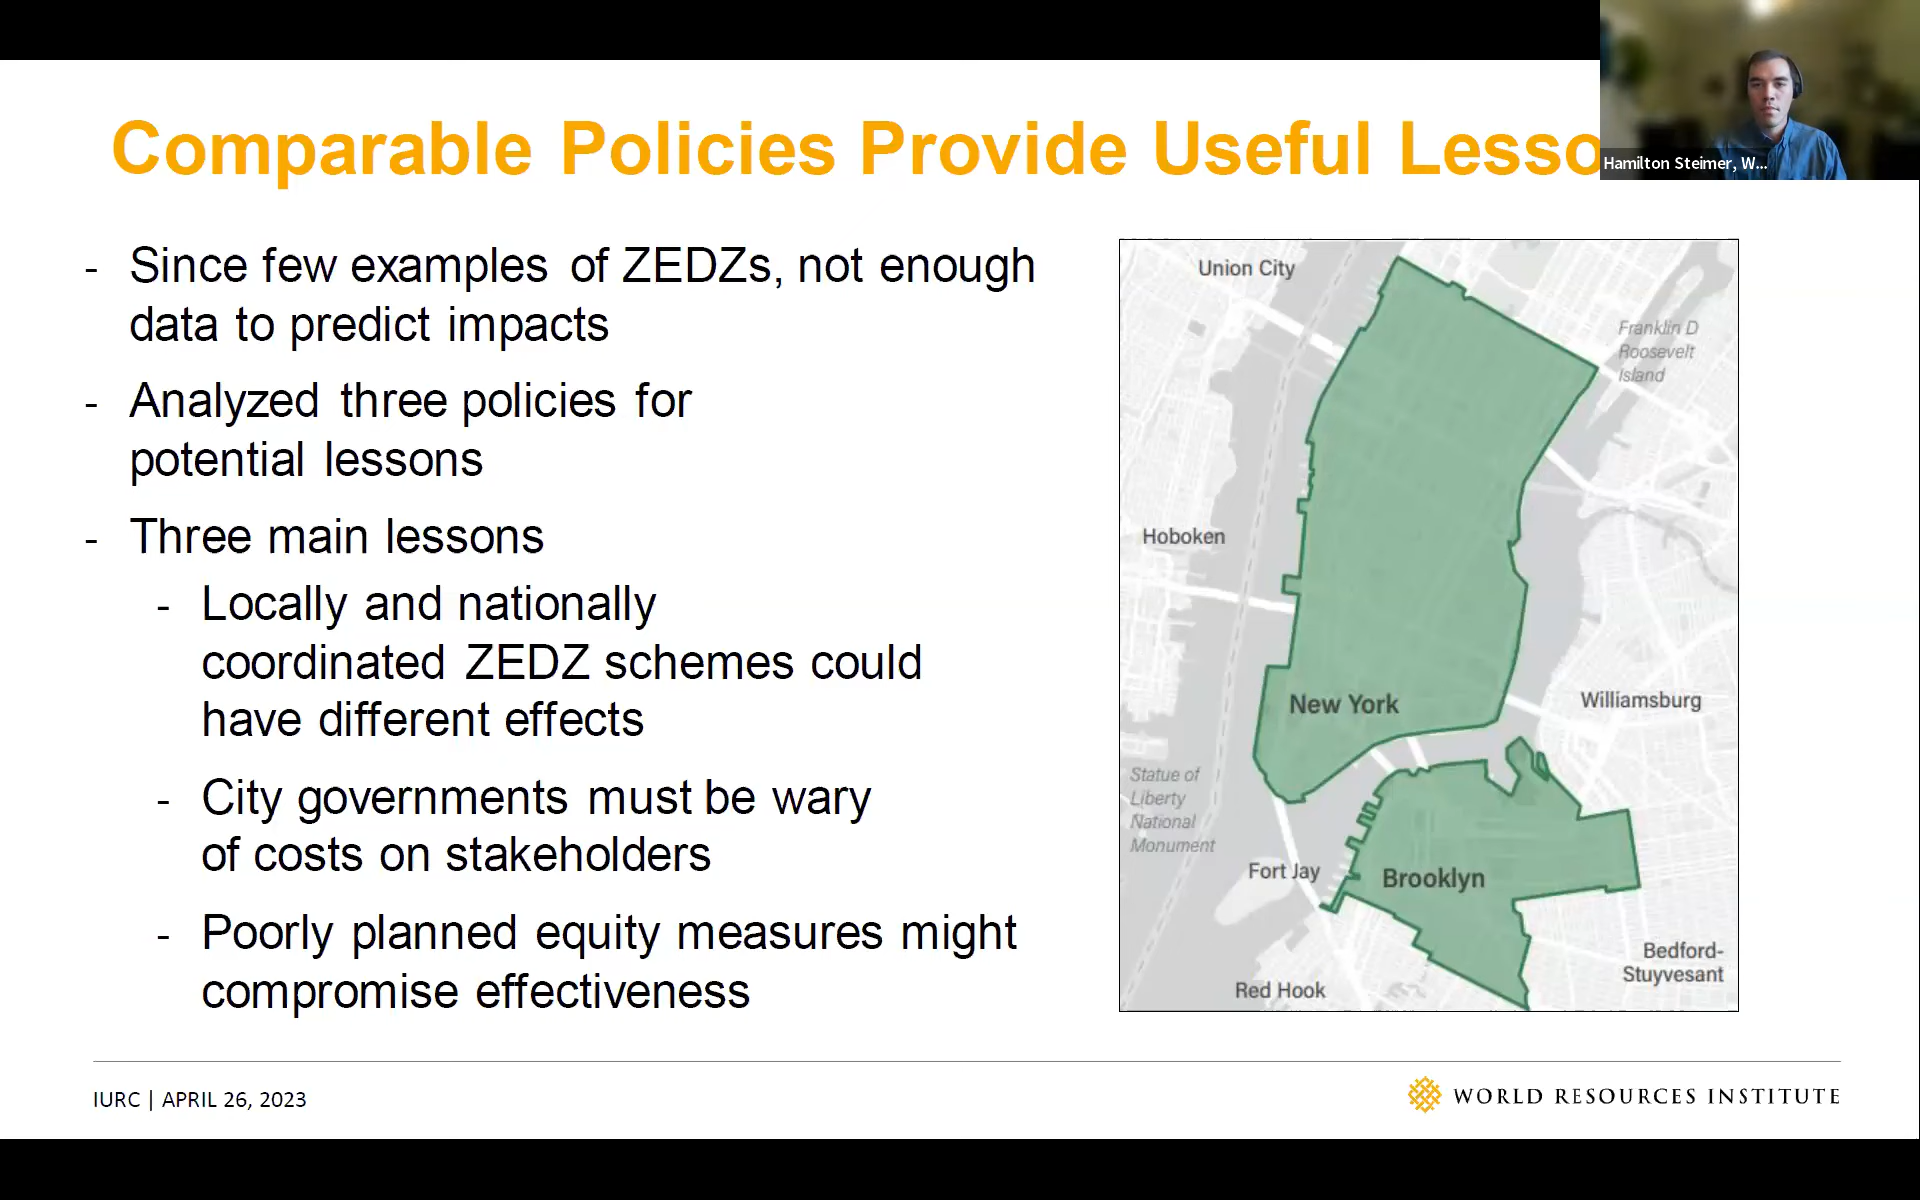 Comparable Policies Provide Useful Lesso
Hamilton Steimer, W...
- Since few examples of ZEDZs, not enough
data to predict impacts
- Analyzed three policies for
potential lessons
- Three main lessons
- Locally and nationally
coordinated ZEDZ schemes could
have different effects
- City governments must be wary
of costs on stakeholders
- Poorly planned equity measures might
compromise effectiveness
Union City
Franklin D
Roosevelt
Island
Hoboken
New York
Williamsburg
Statue of
Liberty
National
Monument
Fort Jay
Brooklyn
Bedford-
Stuyvesant
Red Hook
IURC | APRIL 26, 2023
WORLD RESOURCES INSTITUTE